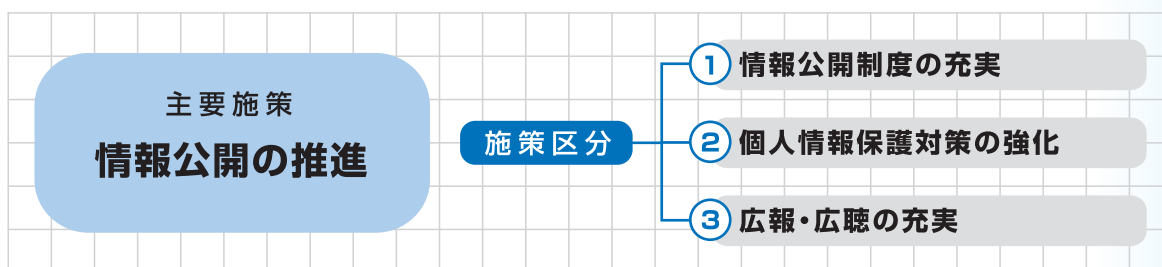 主要施策
情報公開の推進
施策区分
1 情報公開制度の充実
2 個人情報保護対策の強化
3 広報・広聴の充実